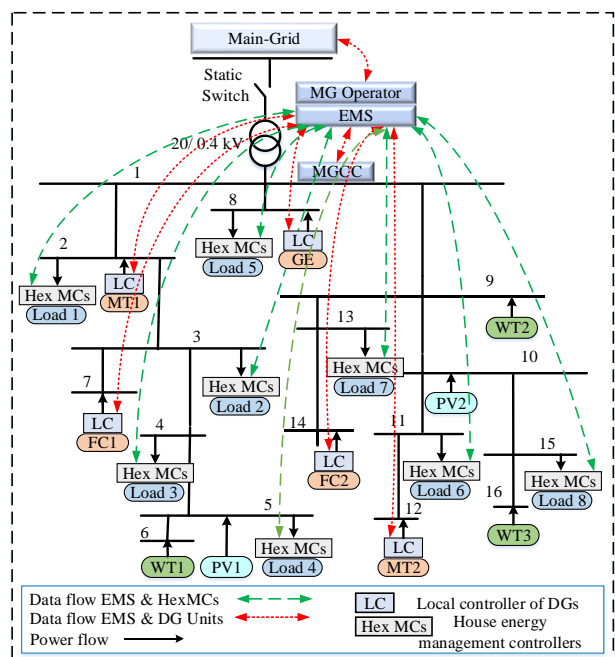 Main-Grid
Static
Switch
MG Operator
EMS
20/ 0.4 kV
MGCC
1
8
2
Hex MCs
Load 5
LC
GE
9
Hex MCs
Load 1
LC
MT1
WT2
13
3
10
7
Hex MCs
Load 2
Hex MCs
Load 7
PV2
LC
FC1
4
14
11
15
Hex MCs
Load 3
LC
FC2
Hex MCs
Load 6
16
Hex MCs
Load 8
5
12
6
WT1
PV1
Hex MCs
Load 4
LC
MT2
WT3
Data flow EMS & HexMCs
Data flow EMS & DG Units
Power flow
LC
Local controller of DGs
Hex MCs
House energy
management controllers